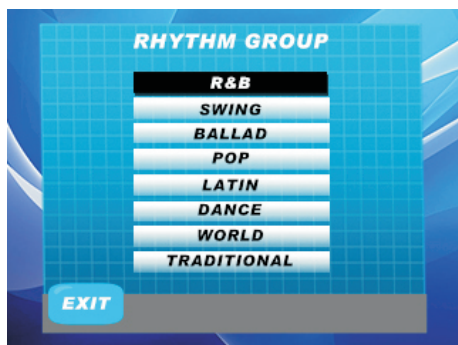 RHYTHM GROUP
R&B
SWING
BALLAD
POP
LATIN
DANCE
WORLD
TRADITIONAL
EXIT